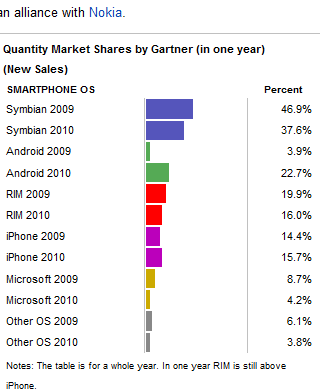 an alliance with Nokia.
Quantity Market Shares by Gartner (in one year)
(New Sales)
SMARTPHONE OS Percent
Symbian 2009 46.9%
Symbian 2010 37.6%
Android 2009 3.9%
Android 2010 22.7%
RIM 2009 19.9%
RIM 2010 16.0%
iPhone 2009 14.4%
iPhone 2010 15.7%
Microsoft 2009 8.7%
Microsoft 2010 4.2%
Other OS 2009 6.1%
Other OS 2010 3.8%
Notes: The table is for a whole year. In one year RIM is still above
iPhone.